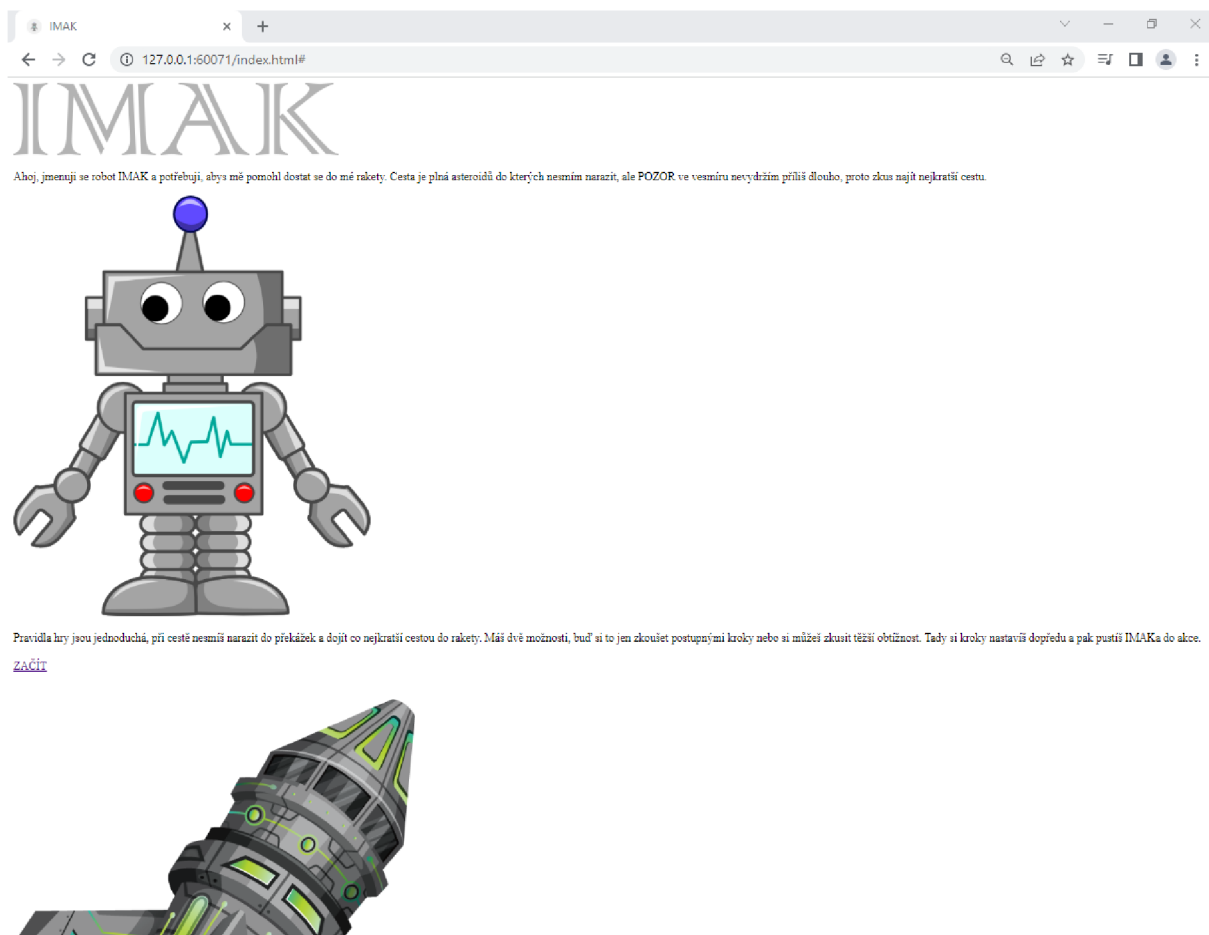 IMAK
127.0.0.1:60071/index.html#
IMAK
Ahoj, jmenuji se robot IMAK a potřebuji, abys mě pomohl dostat se do mé rakety. Cesta je plná asteroidů do kterých nesmím narazit, ale POZOR ve vesmíru nevydržím příliš dlouho, proto zkus najít nejkratší cestu.
Pravidla hry jsou jednoduchá, při cestě nesmíš narazit do překážek a dojít co nejkratší cestou do rakety. Máš dvě možnosti, buď si to jen zkoušet postupnými kroky nebo si můžeš zkusit těžší obtížnost. Tady si kroky nastavíš dopředu a pak pustíš IMAKa do akce.
ZAČÍT